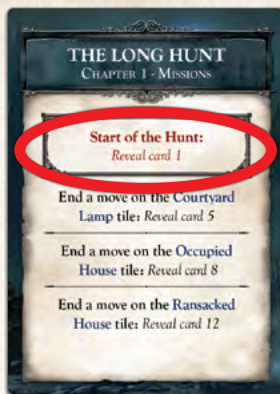 THE LONG HUNT
CHAPTER 1 - MISSIONS
Start of the Hunt:
Reveal card 1
End a move on the Courtyard
Lamp tile: Reveal card 5
End a move on the Occupied
House tile: Reveal card 8
End a move on the Ransacked
House tile: Reveal card 12